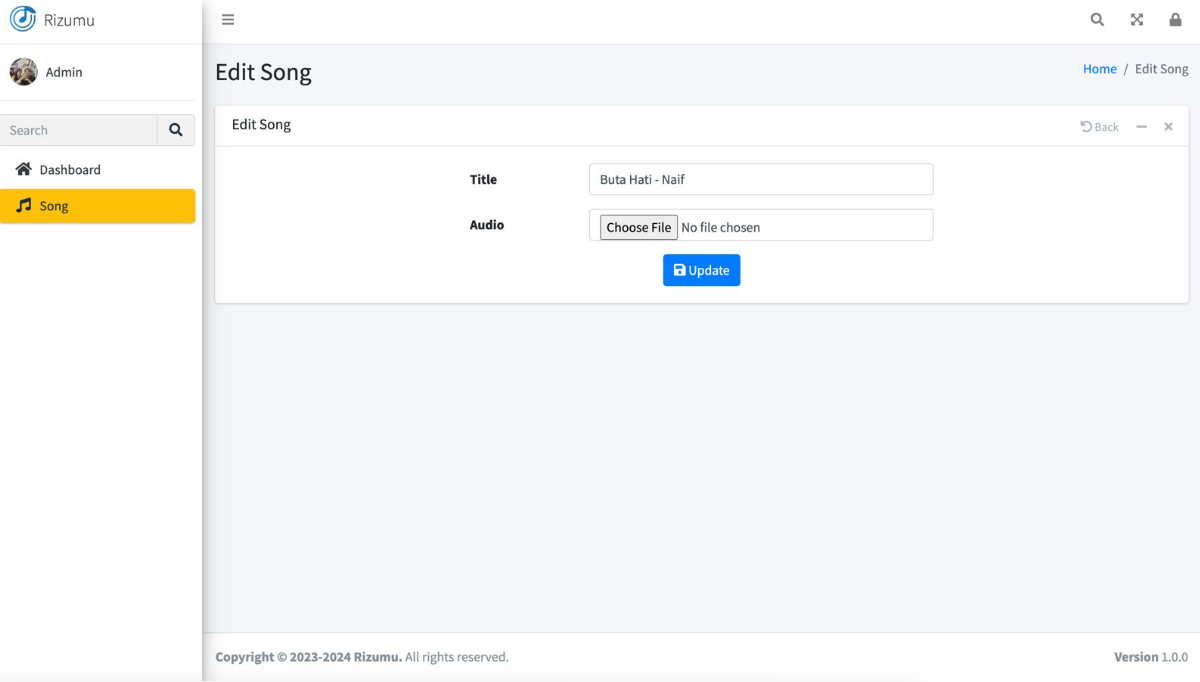 Rizumu
Admin
Search
Dashboard
Song
Edit Song
Home / Edit Song
Edit Song
Back
Title
Buta Hati - Naif
Audio
Choose File No file chosen
Update
Copyright © 2023-2024 Rizumu. All rights reserved.
Version 1.0.0